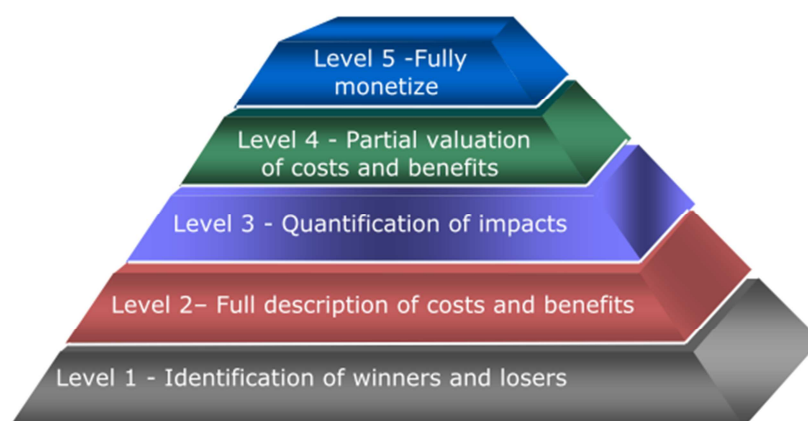 Level 5 -Fully
monetize
Level 4 - Partial valuation
of costs and benefits
Level 3 - Quantification of impacts
Level 2– Full description of costs and benefits
Level 1 - Identification of winners and losers